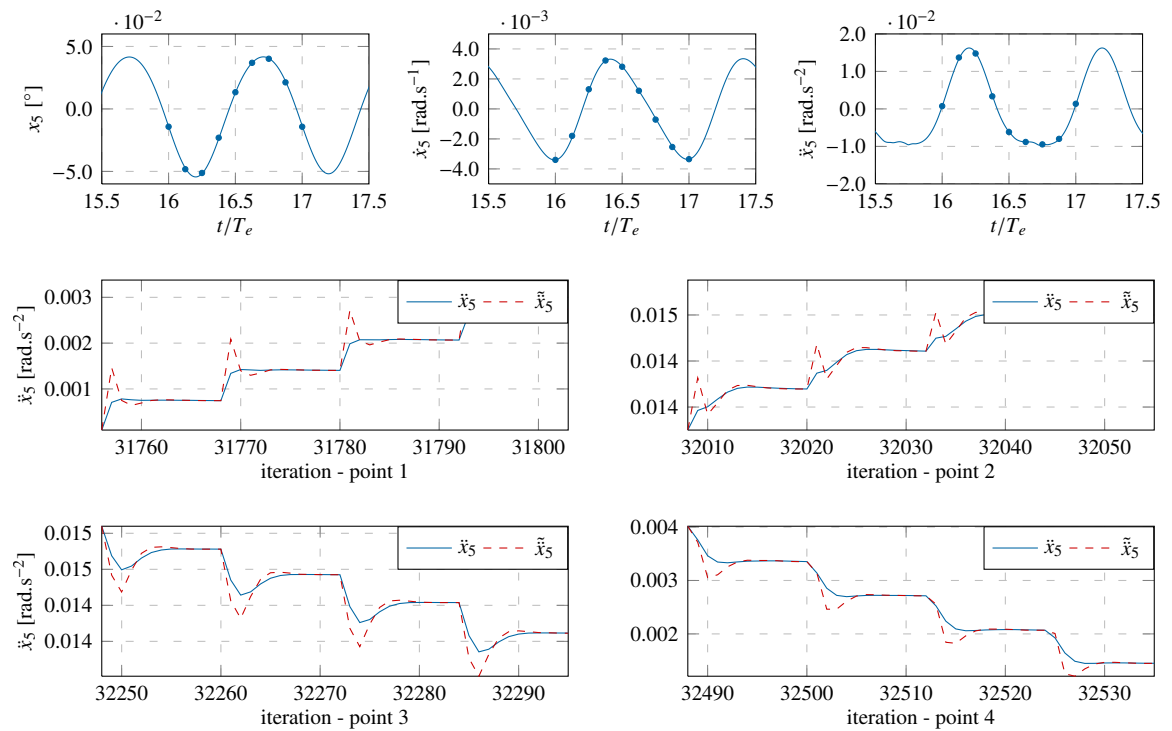 ·10⁻² ·10⁻³ ·10⁻²
5.0 0.0 −5.0
x₅ [°]
15.5 16 16.5 17 17.5
t/Tₑ
4.0 2.0 0.0 −2.0 −4.0
ẋ₅ [rad.s⁻¹]
15.5 16 16.5 17 17.5
t/Tₑ
2.0 1.0 0.0 −1.0 −2.0
ẍ₅ [rad.s⁻²]
15.5 16 16.5 17 17.5
t/Tₑ
0.003 0.002 0.001
ẍ₅ [rad.s⁻²]
ẍ₅ ẍ̃₅
31760 31770 31780 31790 31800
iteration - point 1
0.015 0.014 0.014
ẍ₅ ẍ̃₅
32010 32020 32030 32040 32050
iteration - point 2
0.015 0.015 0.014 0.014
ẍ₅ [rad.s⁻²]
ẍ₅ ẍ̃₅
32250 32260 32270 32280 32290
iteration - point 3
0.004 0.003 0.002
ẍ₅ ẍ̃₅
32490 32500 32510 32520 32530
iteration - point 4